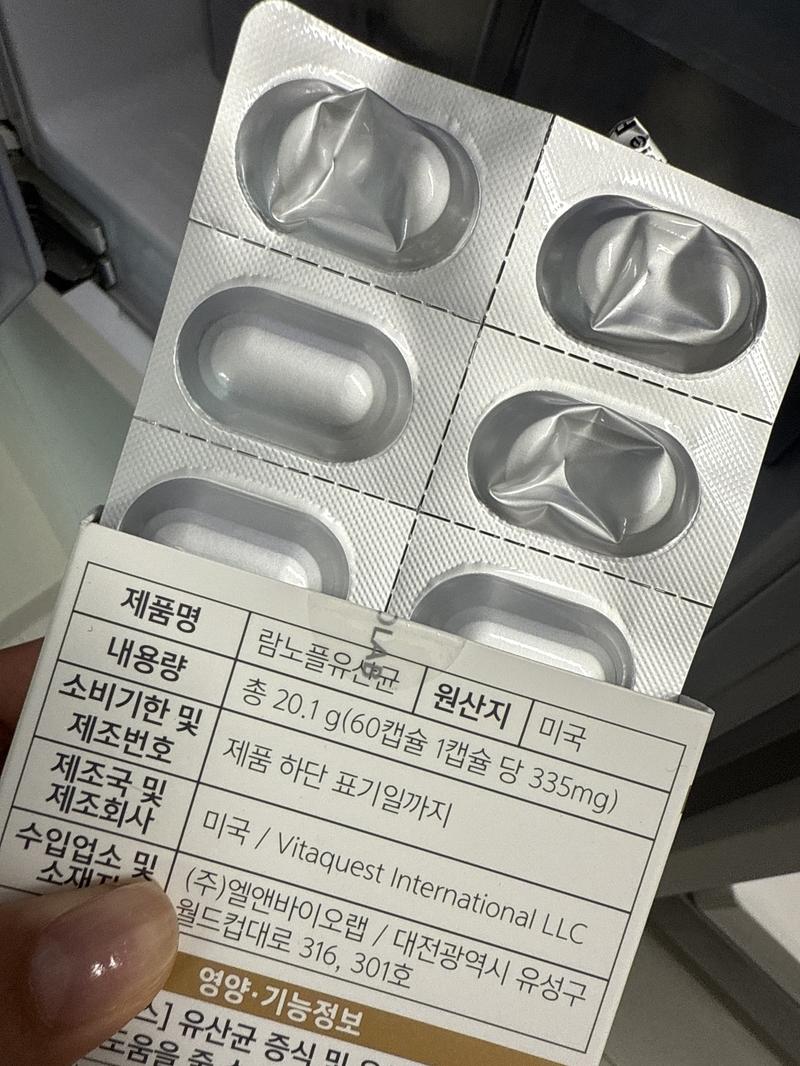 제품명
람노플유산균
원산지
미국
내용량
총 20.1 g(60캡슐 1캡슐 당 335mg)
소비기한 및
제조번호
제품 하단 표기일까지
제조국 및
제조회사
미국 / Vitaquest International LLC
수입업소 및
(주)엘앤바이오랩 / 대전광역시 유성구
월드컵대로 316, 301호
영양·기능정보
유산균 증식 및
도움을 줄